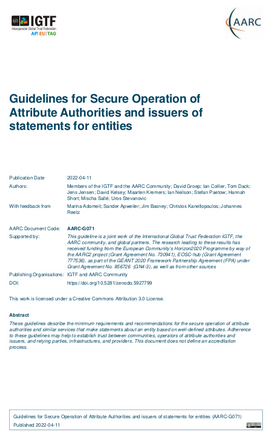 IGTF
Interoperable Global Trust Federation
AP|EU|TAG
AARC
Guidelines for Secure Operation of
Attribute Authorities and issuers of
statements for entities
Publication Date 2022-04-11
Authors: Members of the IGTF and the AARC Community; David Groep; Ian Collier, Tom Dack;
Jens Jensen; David Kelsey; Maarten Kremers; Ian Neilson; Stefan Paetow; Hannah
Short; Mischa Sallé; Uros Stevanovic
With feedback from Marina Adomeit; Sander Apweiler; Jim Basney; Christos Kanellopoulos; Johannes
Reetz
AARC Document Code: AARC-G071
Supported by: This guideline is a joint work of the International Global Trust Federation IGTF, the
AARC community, and global partners. The research leading to these results has
received funding from the European Community's Horizon2020 Programme by way of
the AARC2 project (Grant Agreement No. 730941), EOSC-hub (Grant Agreement
777536), as part of the GÉANT 2020 Framework Partnership Agreement (FPA) under
Grant Agreement No. 856726 (GN4-3), as well as from other sources
Publishing Organisations: IGTF and AARC Community
DOI: https://doi.org/10.5281/zenodo.5927799
This work is licensed under a Creative Commons Attribution 3.0 License.
Abstract
These guidelines describe the minimum requirements and recommendations for the secure operation of attribute
authorities and similar services that make statements about an entity based on well-defined attributes. Adherence
to these guidelines may help to establish trust between communities, operators of attribute authorities and
issuers, and relying parties, infrastructures, and providers. This document does not define an accreditation
process.
Guidelines for Secure Operation of Attribute Authorities and issuers of statements for entities (AARC-G071)
Published 2022-04-11